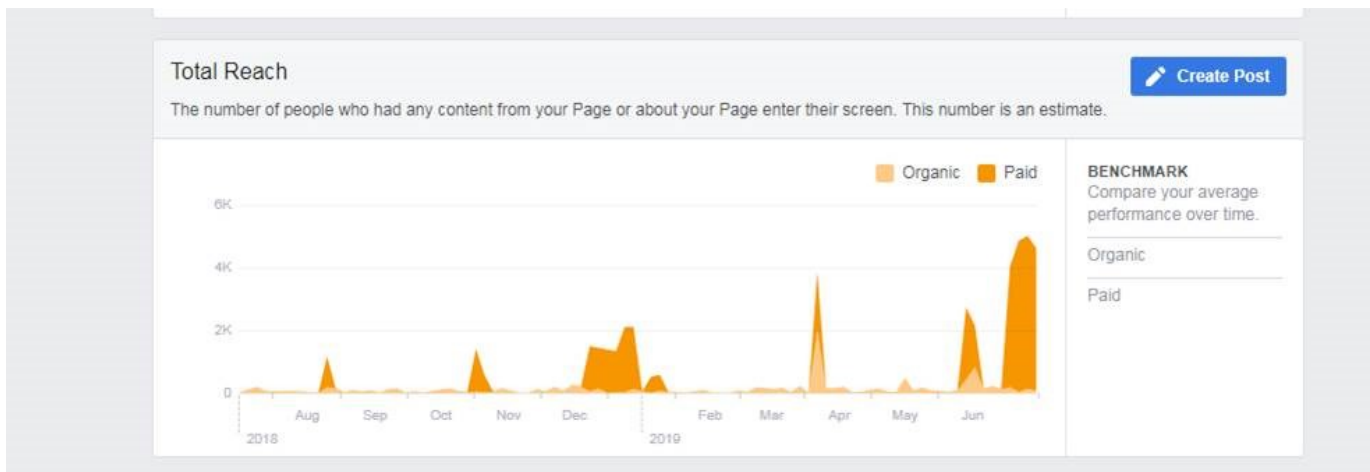 Total Reach
Create Post
The number of people who had any content from your Page or about your Page enter their screen. This number is an estimate.
Organic
Paid
BENCHMARK
Compare your average
performance over time.
Organic
Paid
6K
4K
2K
0
Aug Sep Oct Nov Dec Feb Mar Apr May Jun
2018 2019